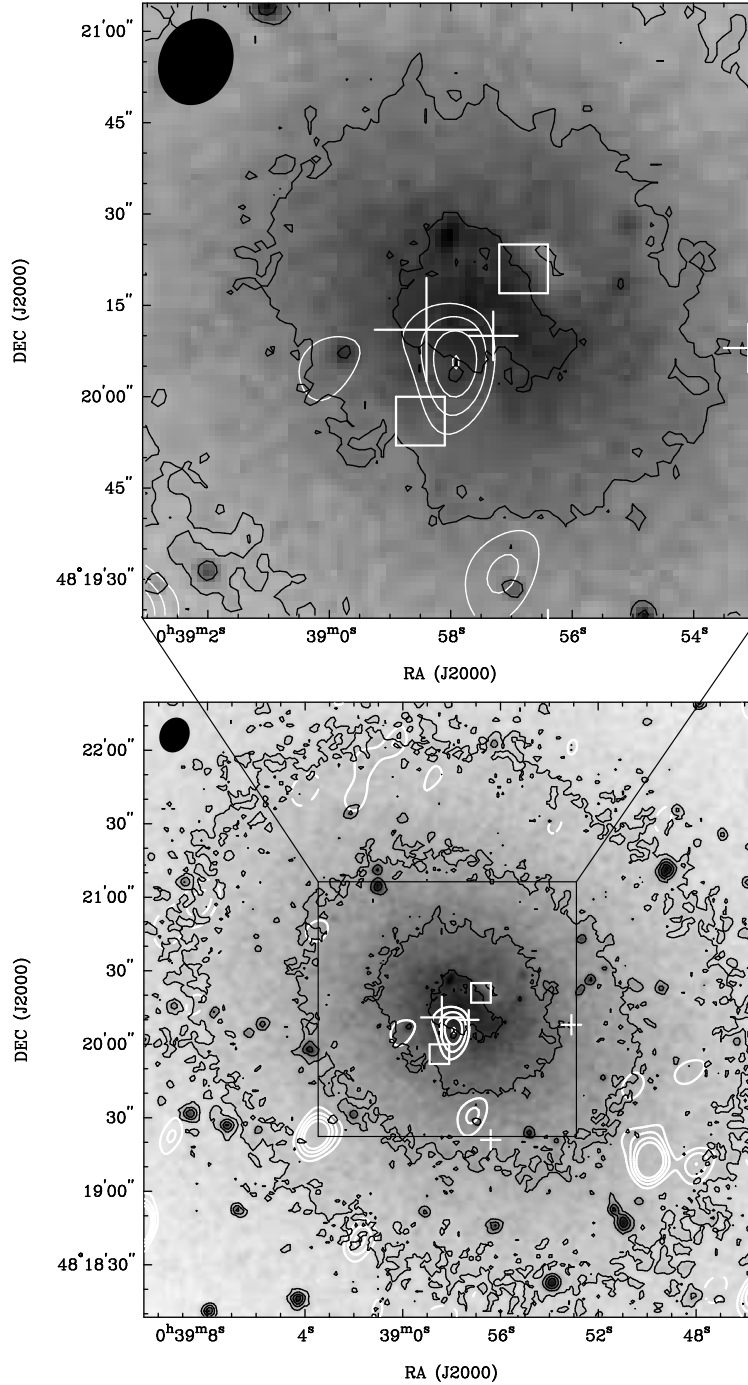 21′00″
45″
30″
15″
20′00″
45″
48°19′30″
DEC (J2000)
0ʰ39ᵐ2ˢ
39ᵐ0ˢ
58ˢ
56ˢ
54ˢ
RA (J2000)
22′00″
30″
21′00″
30″
20′00″
30″
19′00″
48°18′30″
DEC (J2000)
0ʰ39ᵐ8ˢ
4ˢ
39ᵐ0ˢ
56ˢ
52ˢ
48ˢ
RA (J2000)